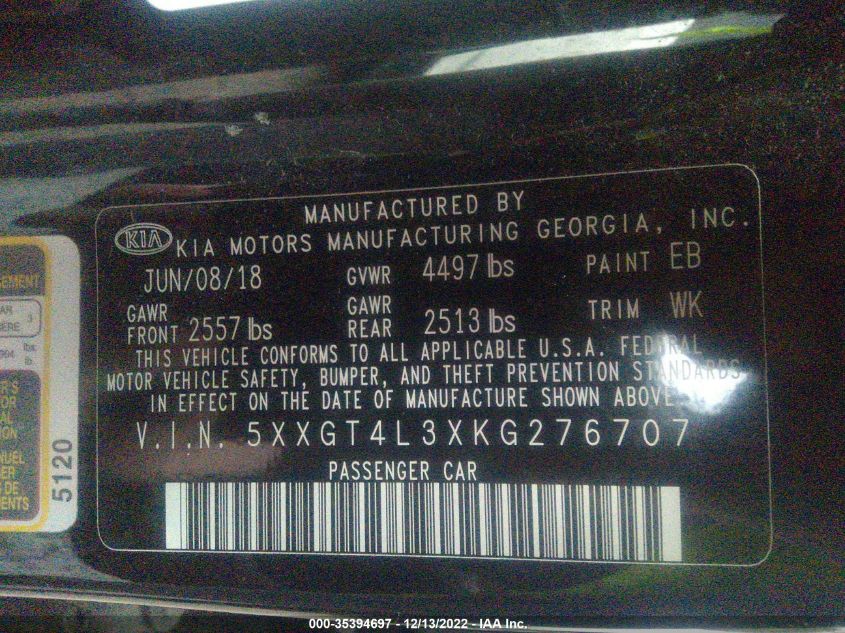 MANUFACTURED BY
KIA
KIA MOTORS MANUFACTURING GEORGIA, INC.
JUN/08/18 GVWR 4497 lbs PAINT EB
GAWR FRONT 2557 lbs GAWR REAR 2513 lbs TRIM WK
THIS VEHICLE CONFORMS TO ALL APPLICABLE U.S.A. FEDERAL
MOTOR VEHICLE SAFETY, BUMPER, AND THEFT PREVENTION STANDARDS
IN EFFECT ON THE DATE OF MANUFACTURE SHOWN ABOVE.
V.I.N. 5XXGT4L3XKG276707
PASSENGER CAR
5120
000-35394697 - 12/13/2022 - IAA Inc.